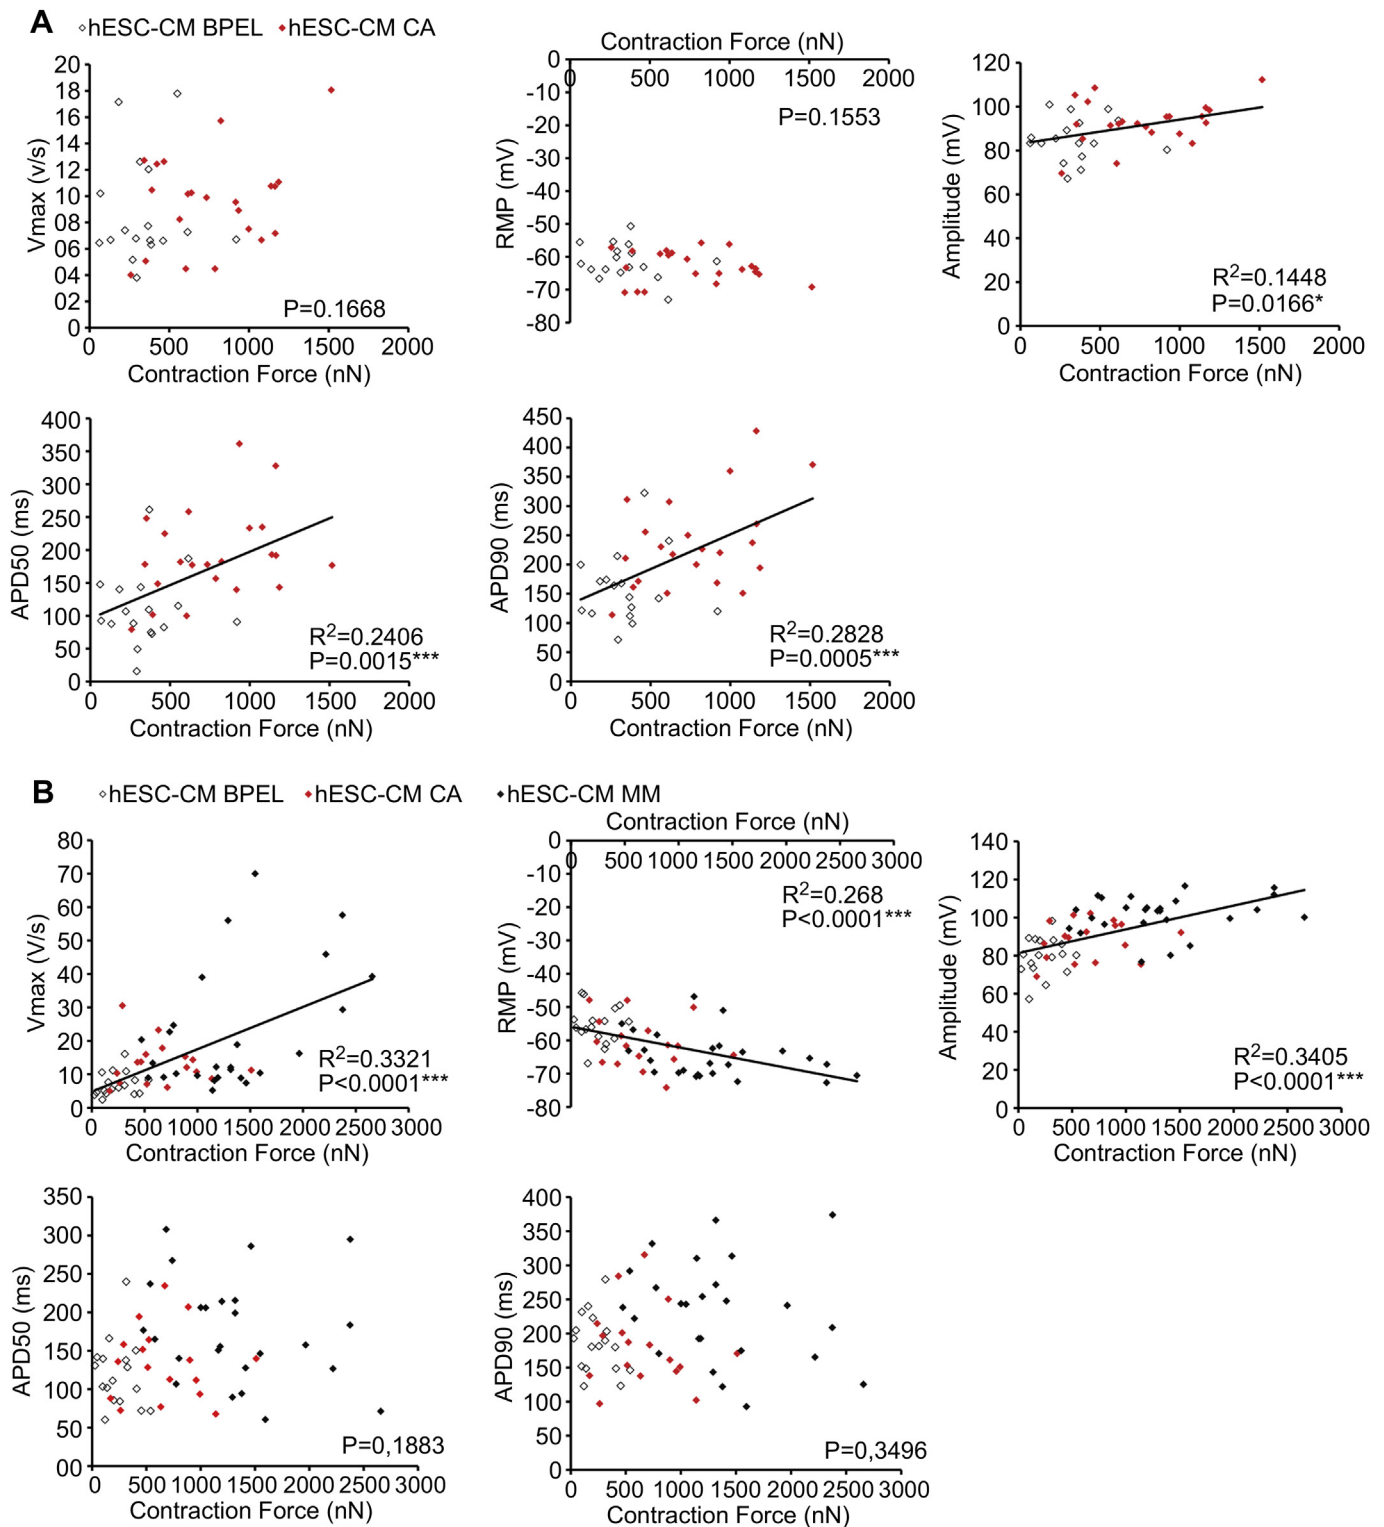 A
hESC-CM BPEL hESC-CM CA
Vmax (v/s)
20
18
16
14
12
10
08
06
04
02
0
0 500 1000 1500 2000
Contraction Force (nN)
P=0.1668
Contraction Force (nN)
0 500 1000 1500 2000
RMP (mV)
0
-10
-20
-30
-40
-50
-60
-70
-80
P=0.1553
Amplitude (mV)
120
100
80
60
40
20
0
R2=0.1448
P=0.0166*
0 500 1000 1500 2000
Contraction Force (nN)
APD50 (ms)
400
350
300
250
200
150
100
50
0
R2=0.2406
P=0.0015***
0 500 1000 1500 2000
Contraction Force (nN)
APD90 (ms)
450
400
350
300
250
200
150
100
50
0
R2=0.2828
P=0.0005***
0 500 1000 1500 2000
Contraction Force (nN)
B
hESC-CM BPEL hESC-CM CA hESC-CM MM
Vmax (V/s)
80
70
60
50
40
30
20
10
0
R2=0.3321
P<0.0001***
0 500 1000 1500 2000 2500 3000
Contraction Force (nN)
Contraction Force (nN)
0 500 1000 1500 2000 2500 3000
RMP (mV)
0
-10
-20
-30
-40
-50
-60
-70
-80
R2=0.268
P<0.0001***
Amplitude (mV)
140
120
100
80
60
40
20
0
R2=0.3405
P<0.0001***
0 500 1000 1500 2000 2500 3000
Contraction Force (nN)
APD50 (ms)
350
300
250
200
150
100
50
00
P=0,1883
0 500 1000 1500 2000 2500 3000
Contraction Force (nN)
APD90 (ms)
400
350
300
250
200
150
100
50
0
P=0,3496
0 500 1000 1500 2000 2500 3000
Contraction Force (nN)